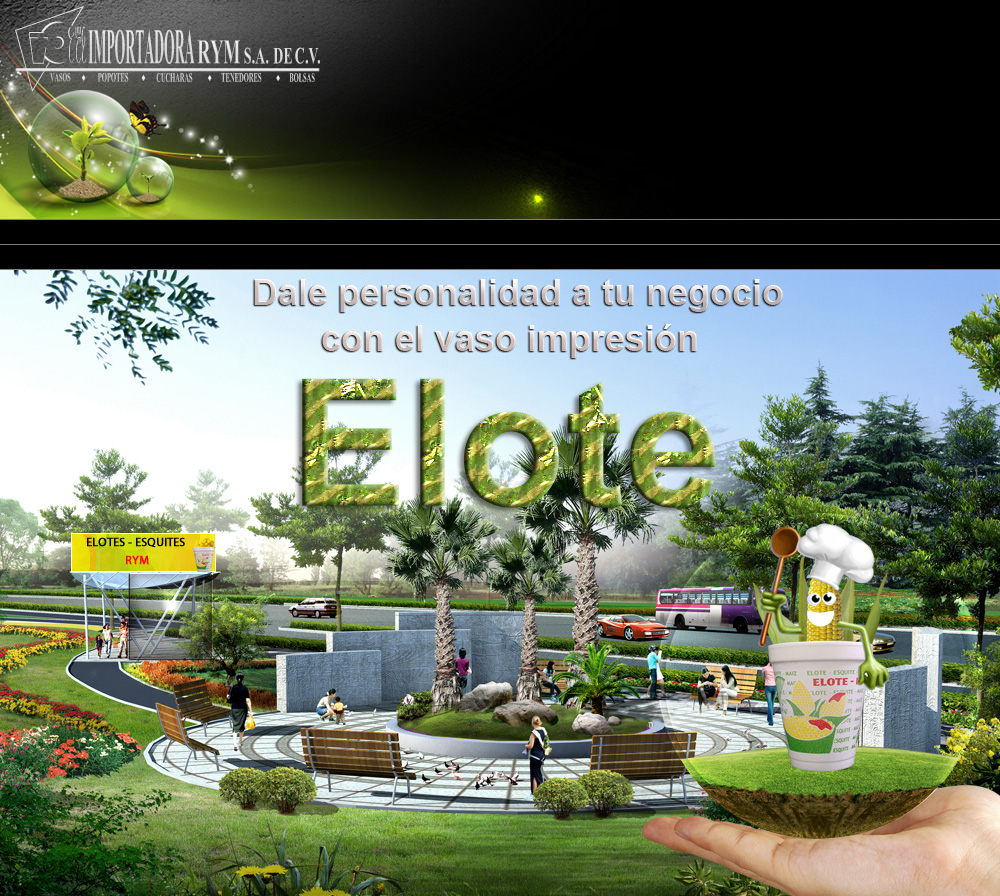 IMPORTADORA RYM S.A. DE C.V.
VASOS ♦ POPOTES ♦ CUCHARAS ♦ TENEDORES ♦ BOLSAS
Dale personalidad a tu negocio
con el vaso impresión
Elote
ELOTES - ESQUITES
RYM
ELOTE - ESQUITE
ELOTE -